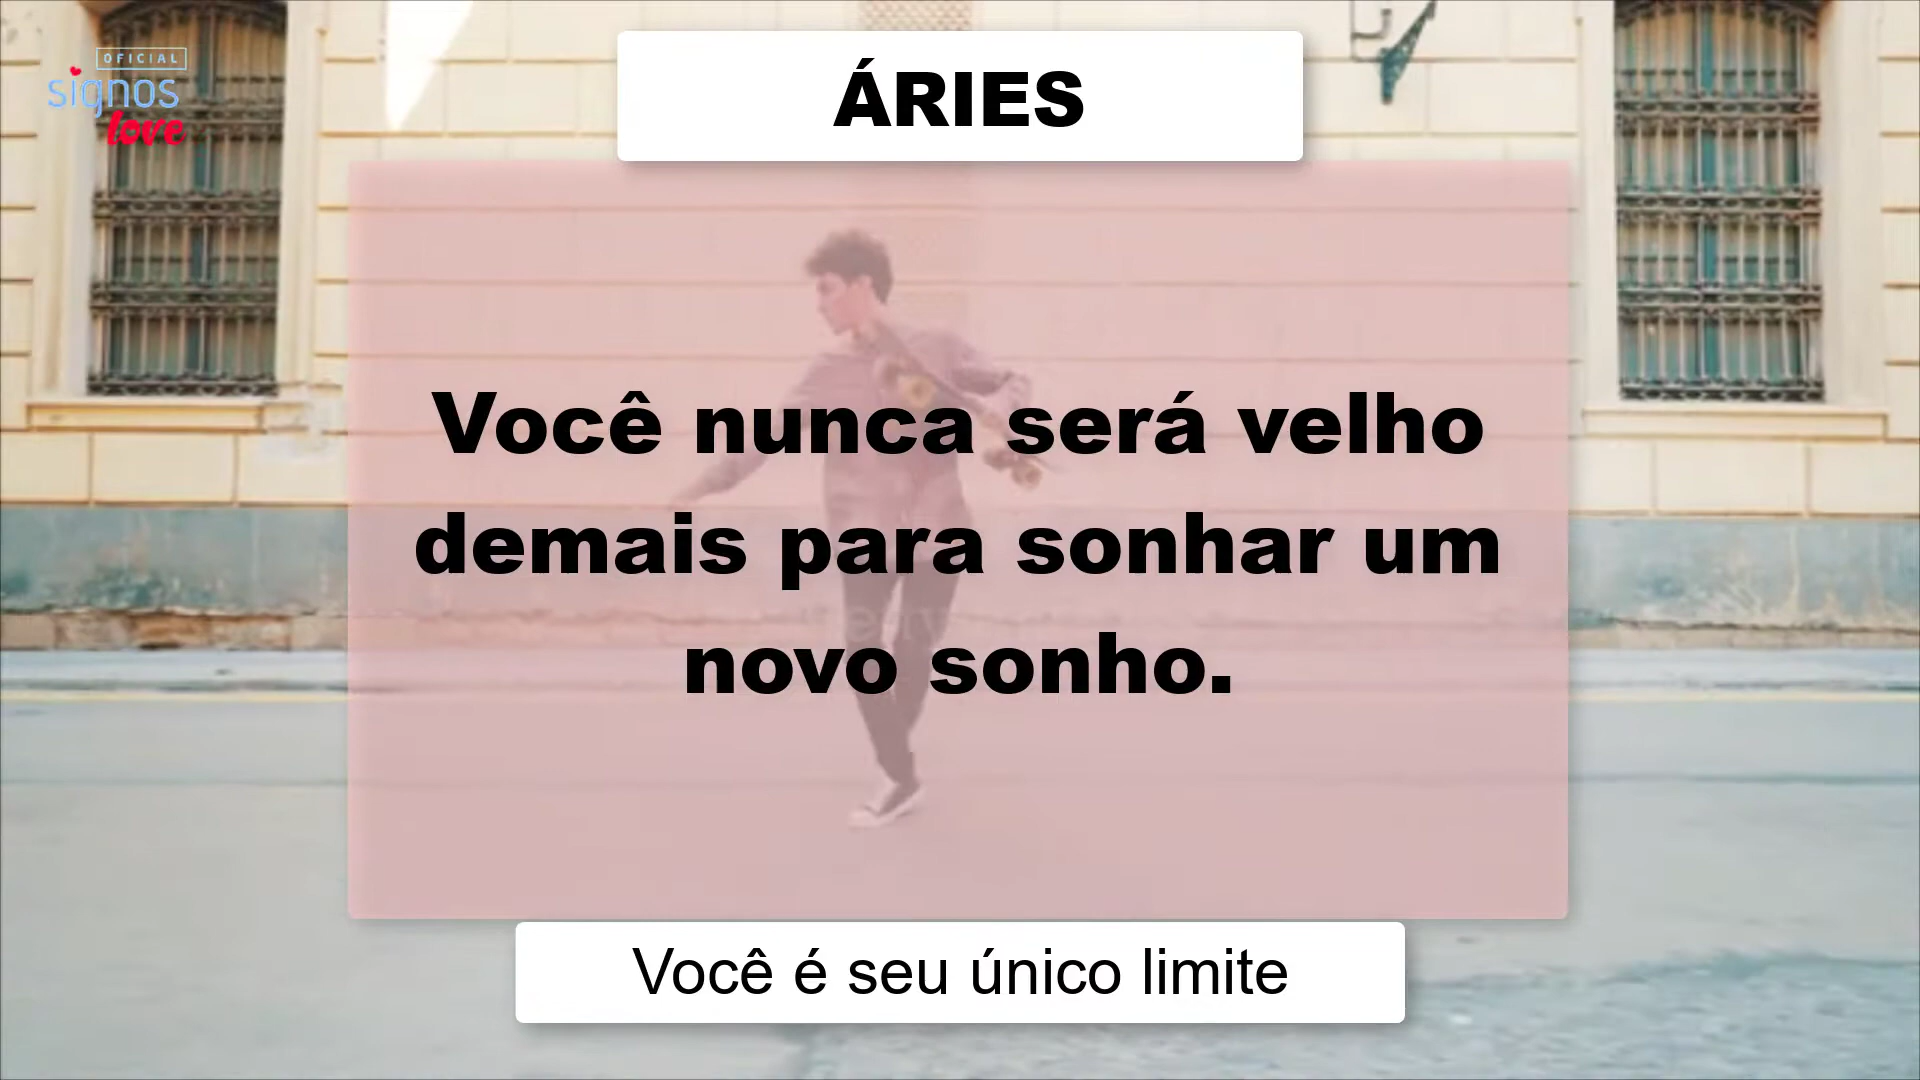 OFICIAL
signos
love
ÁRIES
Você nunca será velho
demais para sonhar um
novo sonho.
Você é seu único limite